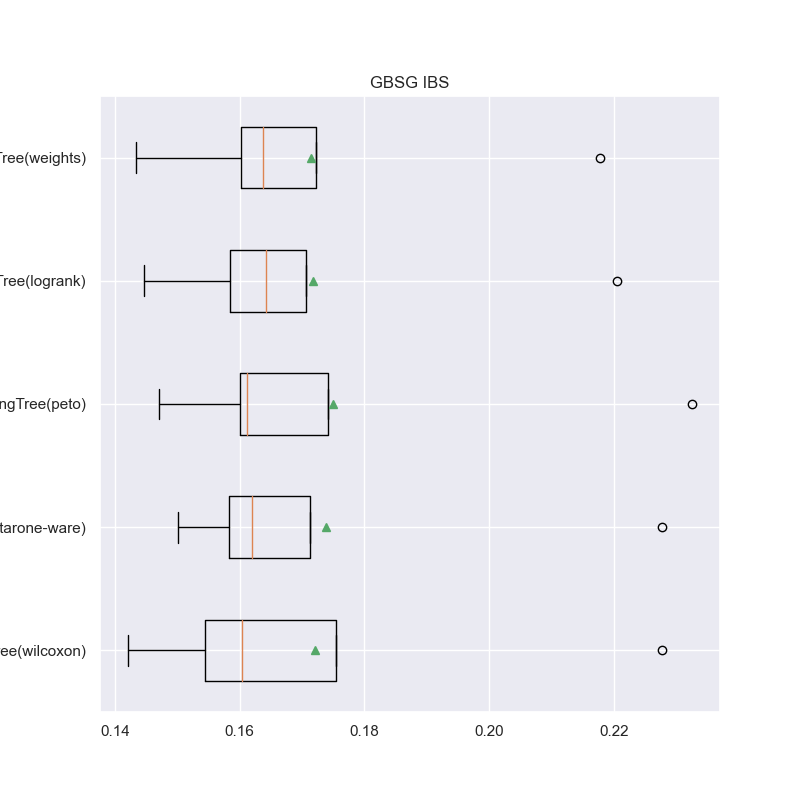 GBSG IBS
Tree(weights)
Tree(logrank)
ngTree(peto)
tarone-ware)
ree(wilcoxon)
0.14 0.16 0.18 0.20 0.22